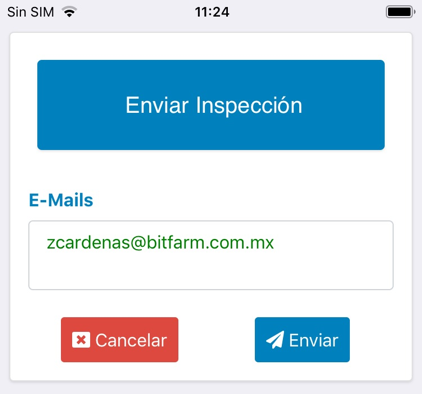 Sin SIM 11:24
Enviar Inspección
E-Mails
zcardenas@bitfarm.com.mx
Cancelar Enviar